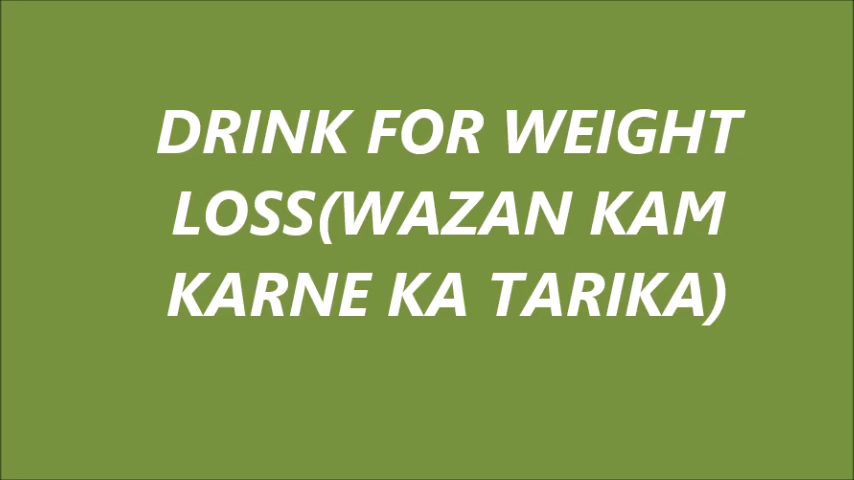 DRINK FOR WEIGHT
LOSS(WAZAN KAM
KARNE KA TARIKA)